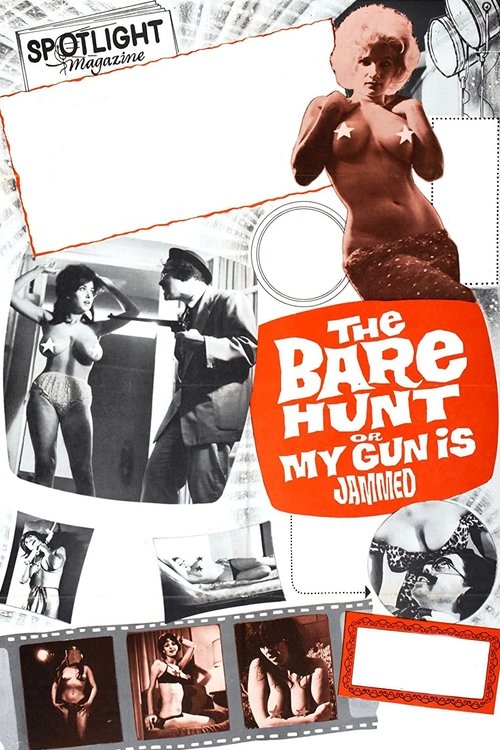 SPOTLIGHT
Magazine
THE
BARE
HUNT
OR
MY GUN IS
JAMMED